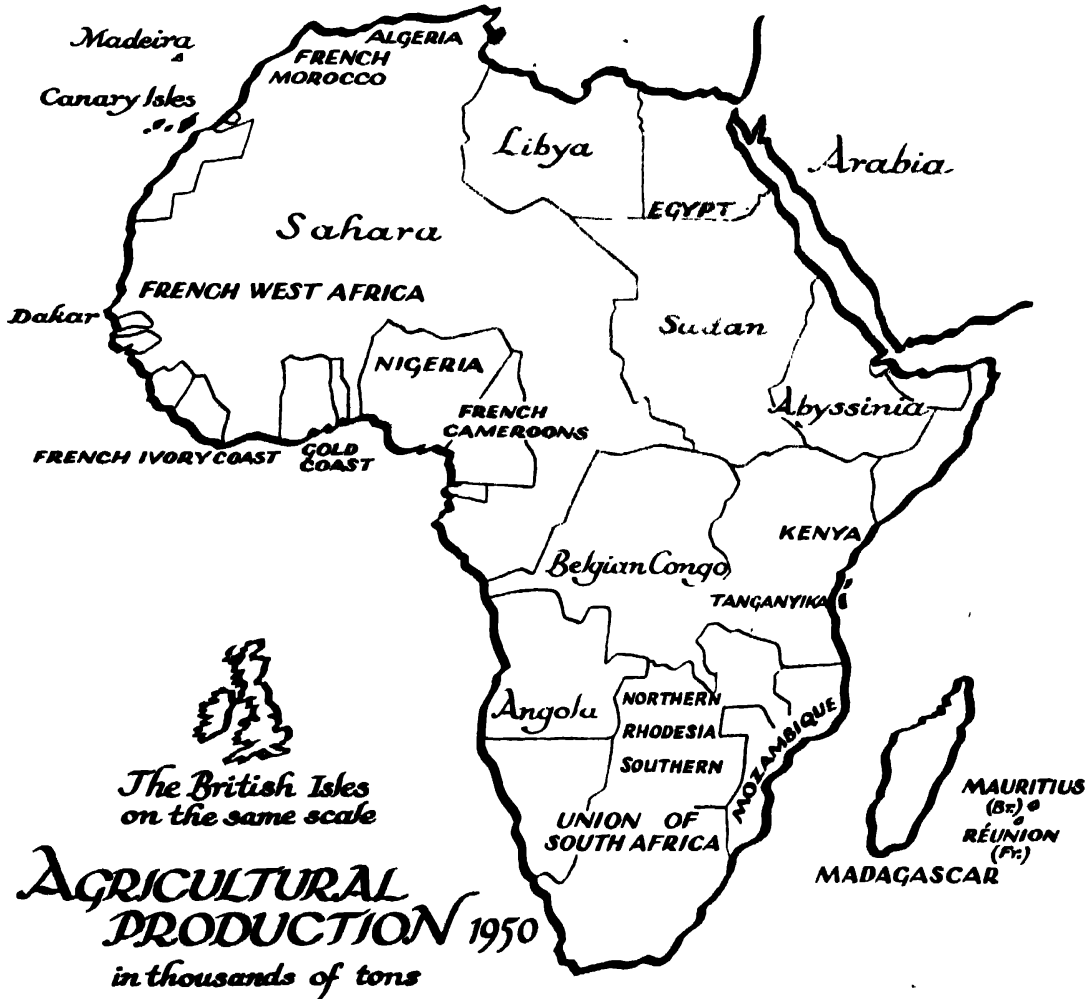 ALGERIA
Madeira
FRENCH
MOROCCO
Canary Isles
Libya
Arabia
EGYPT
Sahara
FRENCH WEST AFRICA
Dakar
Sudan
NIGERIA
Abyssinia
FRENCH
CAMEROONS
FRENCH IVORY COAST
GOLD
COAST
KENYA
Belgian Congo
TANGANYIKA
Angola
NORTHERN
RHODESIA
SOUTHERN
MOZAMBIQUE
UNION OF
SOUTH AFRICA
MAURITIUS
(Br.)
RÉUNION
(Fr.)
MADAGASCAR
The British Isles
on the same scale
AGRICULTURAL
PRODUCTION 1950
in thousands of tons